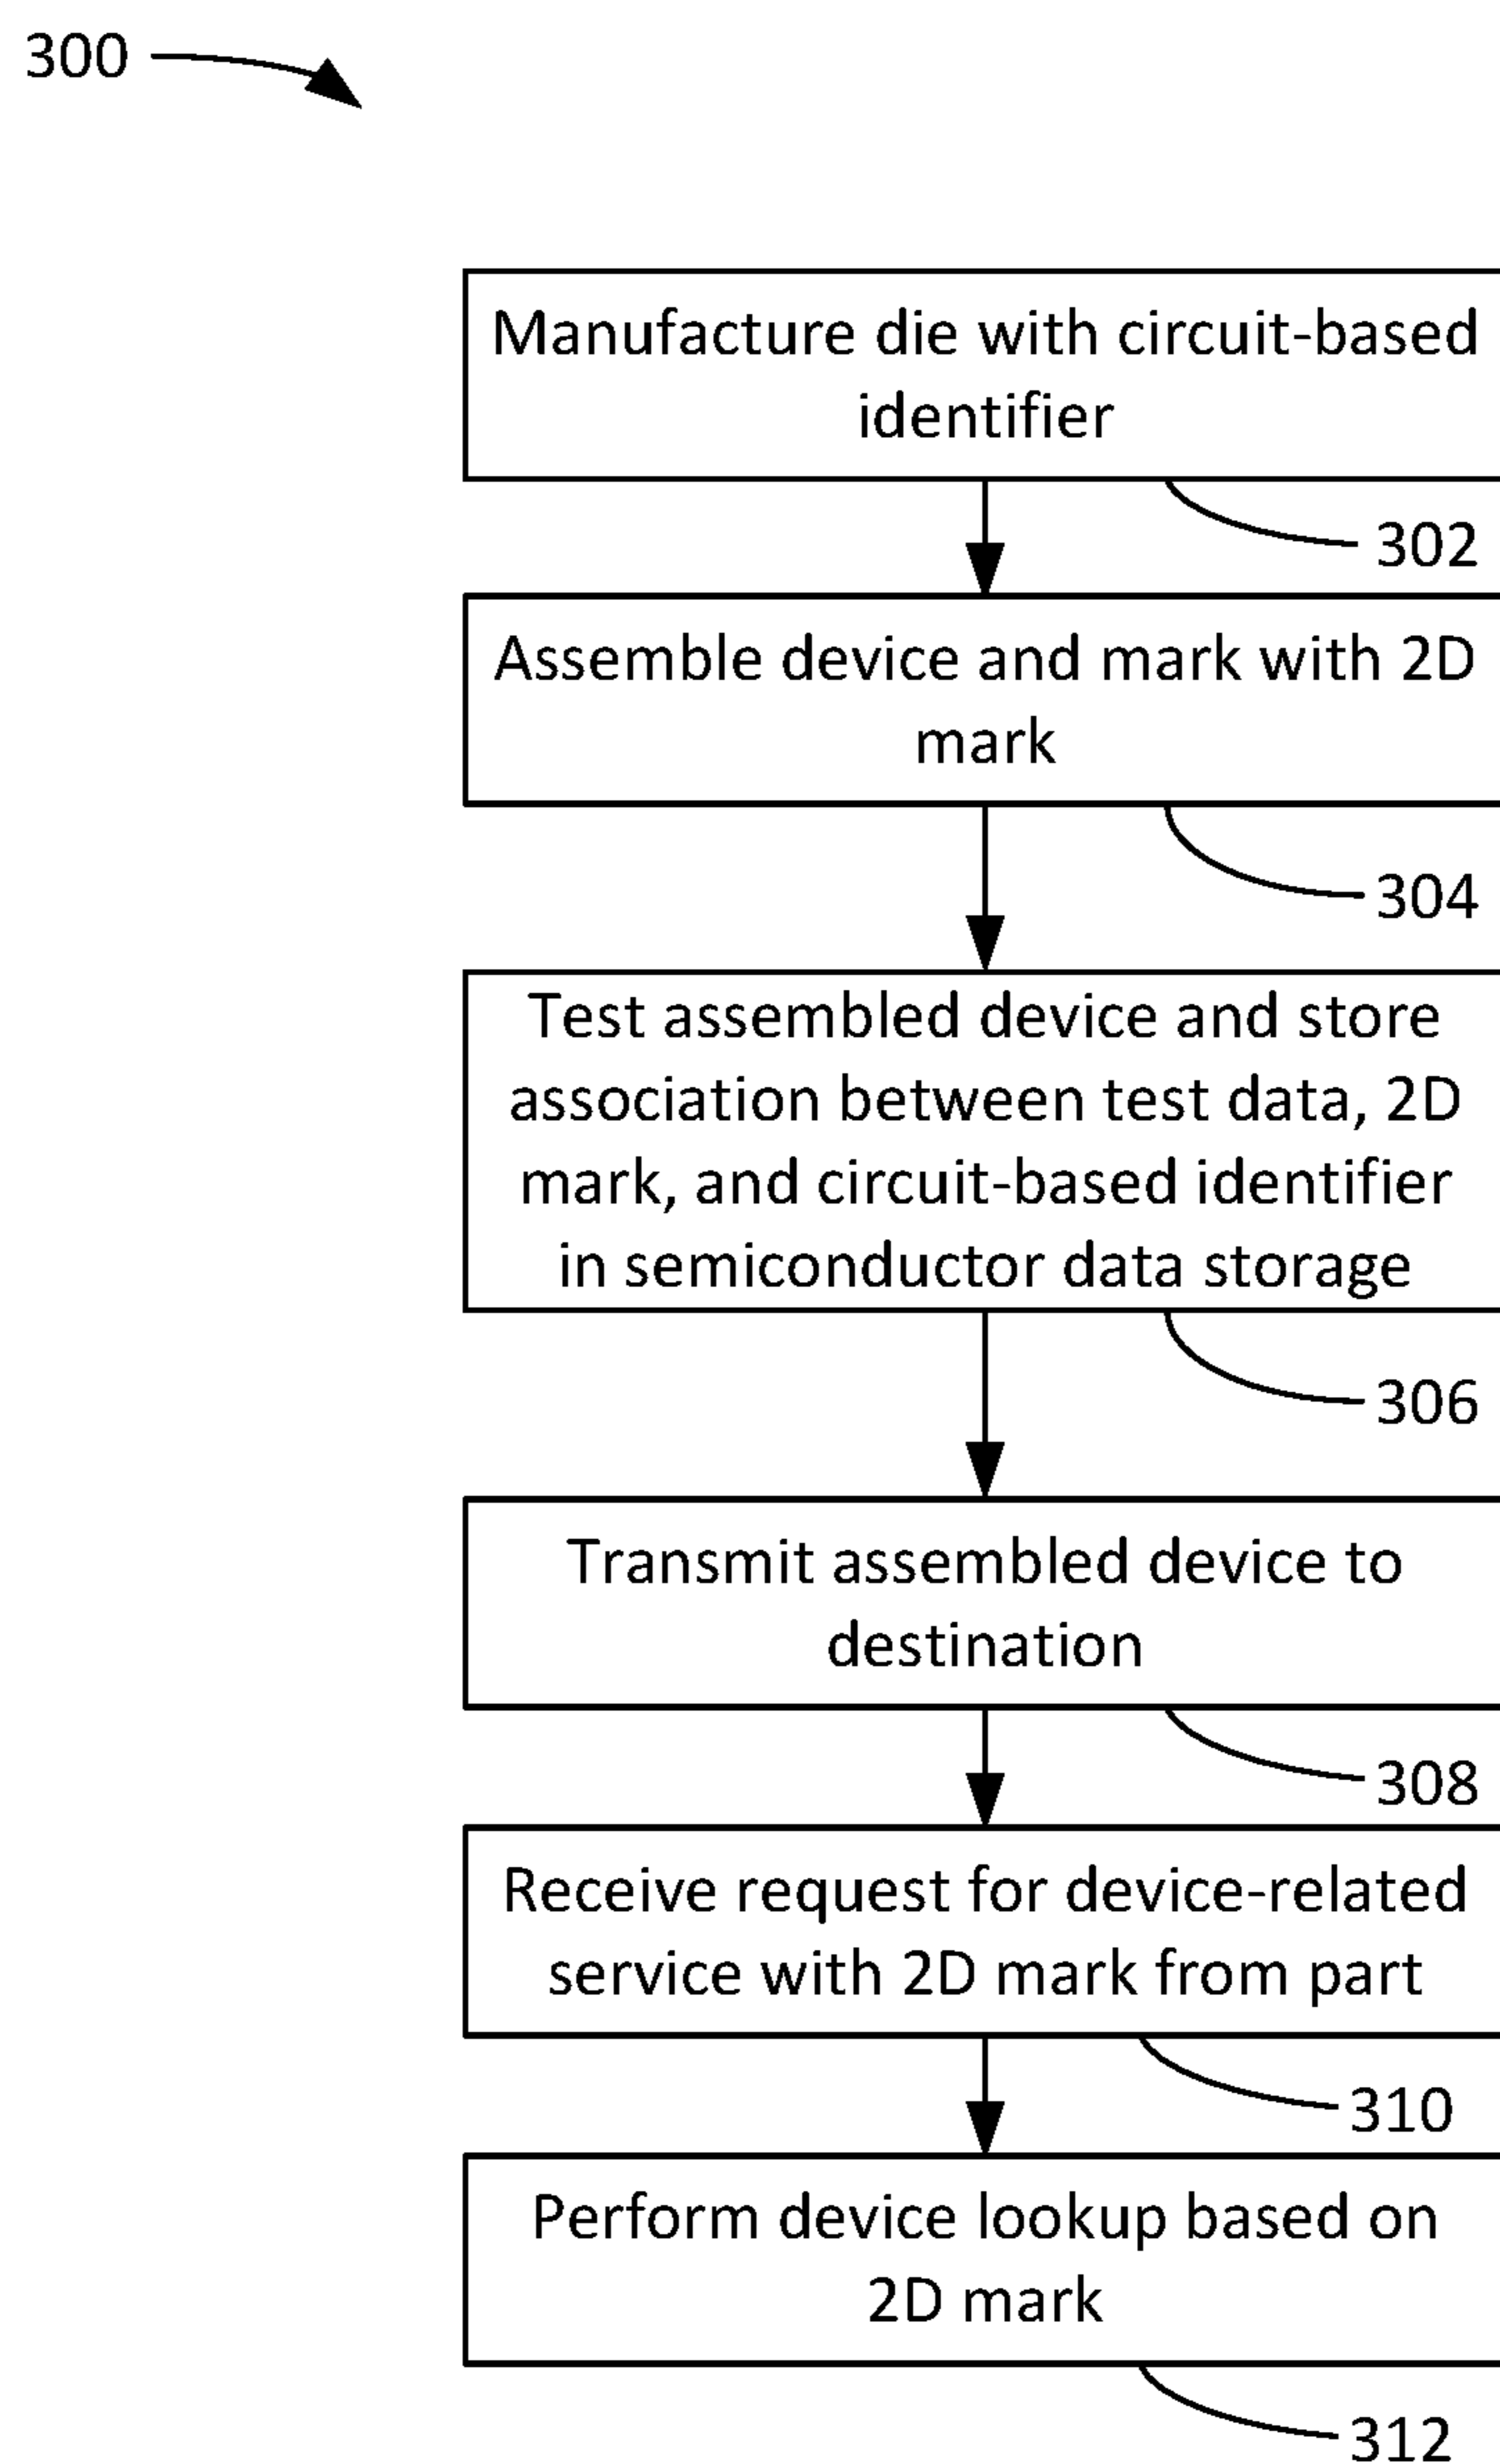 300
Manufacture die with circuit-based
identifier
302
Assemble device and mark with 2D
mark
304
Test assembled device and store
association between test data, 2D
mark, and circuit-based identifier
in semiconductor data storage
306
Transmit assembled device to
destination
308
Receive request for device-related
service with 2D mark from part
310
Perform device lookup based on
2D mark
312